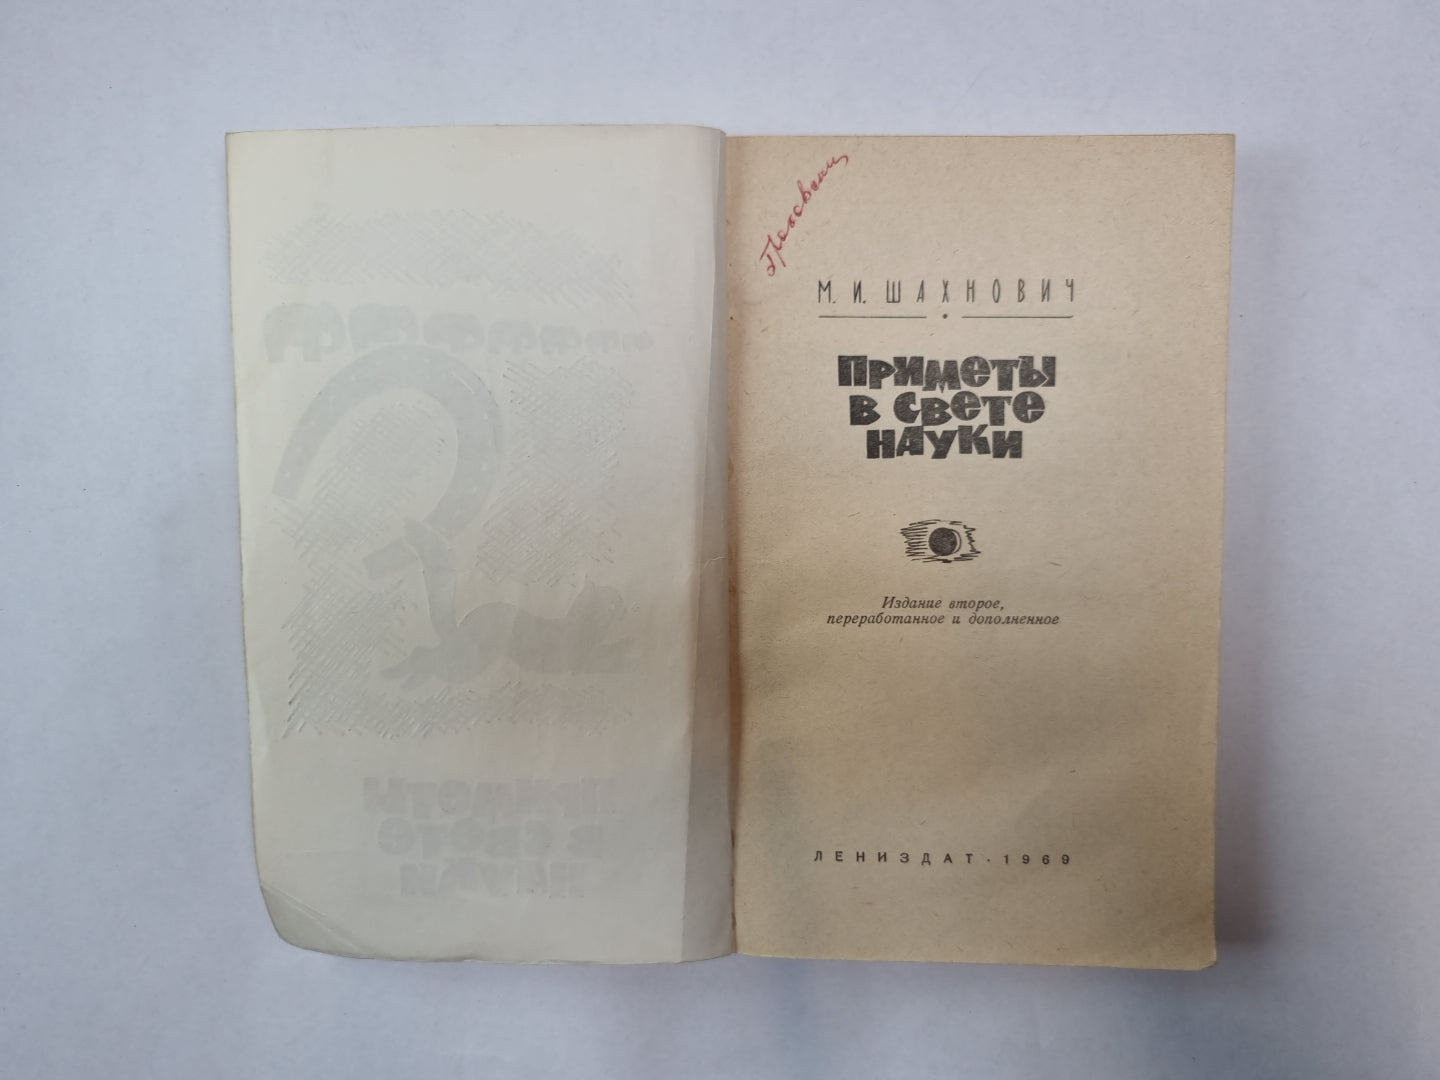 М. И. ШАХНОВИЧ
ПРИМЕТЫ
В СВЕТЕ
НАУКИ
Издание второе,
переработанное и дополненное
ЛЕНИЗДАТ · 1969